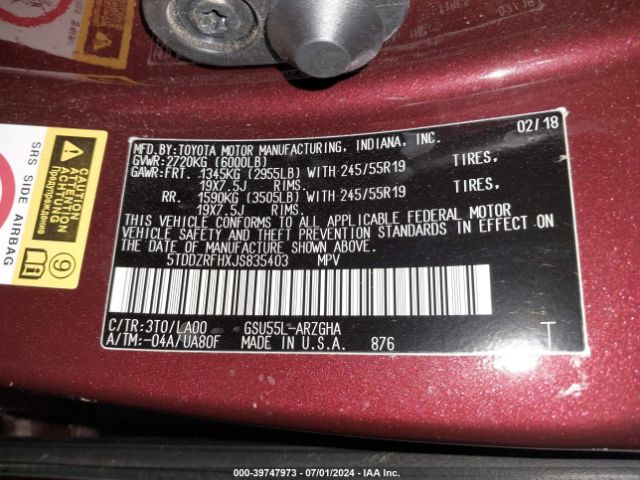 02/18
MFD.BY:TOYOTA MOTOR MANUFACTURING, INDIANA, INC.
GVWR:2720KG (6000LB)
GAWR:FRT. 1345KG (2955LB) WITH 245/55R19 TIRES,
19X7.5J RIMS.
RR. 1590KG (3505LB) WITH 245/55R19 TIRES,
19X7.5J RIMS.
THIS VEHICLE CONFORMS TO ALL APPLICABLE FEDERAL MOTOR
VEHICLE SAFETY AND THEFT PREVENTION STANDARDS IN EFFECT ON
THE DATE OF MANUFACTURE SHOWN ABOVE.
5TDDZRFHXJS835403 MPV
C/TR:3T0/LA00 GSU55L-ARZGHA
A/TM:-04A/UA80F MADE IN U.S.A. 876 T
SRS SIDE AIRBAG
CAUTION
ATTENTION
ACHTUNG
Предупреждение
9
000-39747973 / 07/01/2024 / IAA Inc.